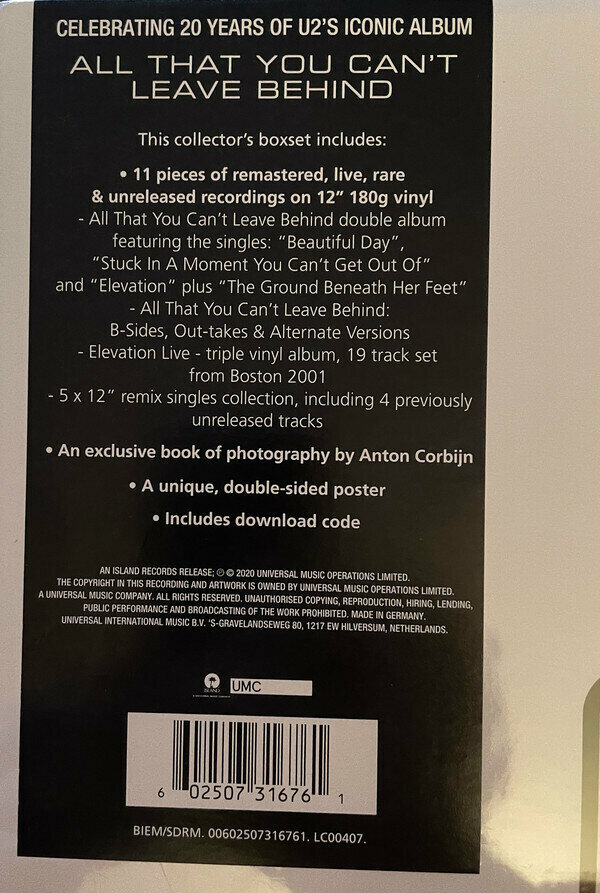 CELEBRATING 20 YEARS OF U2'S ICONIC ALBUM
ALL THAT YOU CAN'T
LEAVE BEHIND
This collector's boxset includes:
• 11 pieces of remastered, live, rare
& unreleased recordings on 12" 180g vinyl
- All That You Can't Leave Behind double album
featuring the singles: "Beautiful Day",
"Stuck In A Moment You Can't Get Out Of"
and "Elevation" plus "The Ground Beneath Her Feet"
- All That You Can't Leave Behind:
B-Sides, Out-takes & Alternate Versions
- Elevation Live - triple vinyl album, 19 track set
from Boston 2001
- 5 x 12" remix singles collection, including 4 previously
unreleased tracks
• An exclusive book of photography by Anton Corbijn
• A unique, double-sided poster
• Includes download code
AN ISLAND RECORDS RELEASE; ℗ © 2020 UNIVERSAL MUSIC OPERATIONS LIMITED.
THE COPYRIGHT IN THIS RECORDING AND ARTWORK IS OWNED BY UNIVERSAL MUSIC OPERATIONS LIMITED.
A UNIVERSAL MUSIC COMPANY. ALL RIGHTS RESERVED. UNAUTHORISED COPYING, REPRODUCTION, HIRING, LENDING,
PUBLIC PERFORMANCE AND BROADCASTING OF THE WORK PROHIBITED. MADE IN GERMANY.
UNIVERSAL INTERNATIONAL MUSIC B.V. 'S-GRAVELANDSEWEG 80, 1217 EW HILVERSUM, NETHERLANDS.
ISLAND UMC
6 02507 31676 1
BIEM/SDRM. 00602507316761. LC00407.